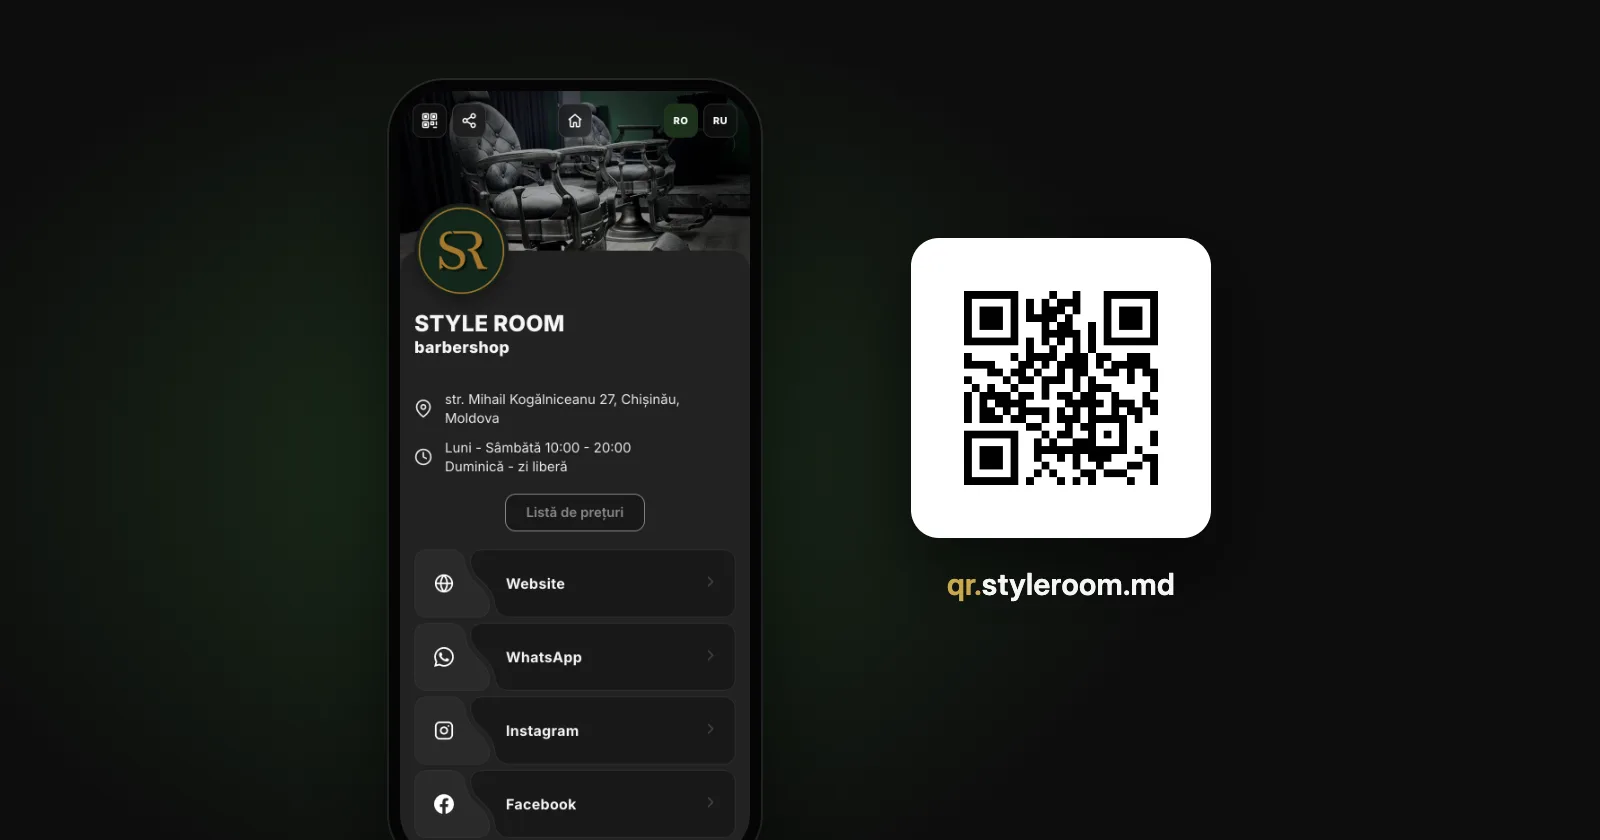 RO
RU
SR
STYLE ROOM
barbershop
str. Mihail Kogălniceanu 27, Chișinău,
Moldova
Luni - Sâmbătă 10:00 - 20:00
Duminică - zi liberă
Listă de prețuri
Website
WhatsApp
Instagram
Facebook
qr.styleroom.md